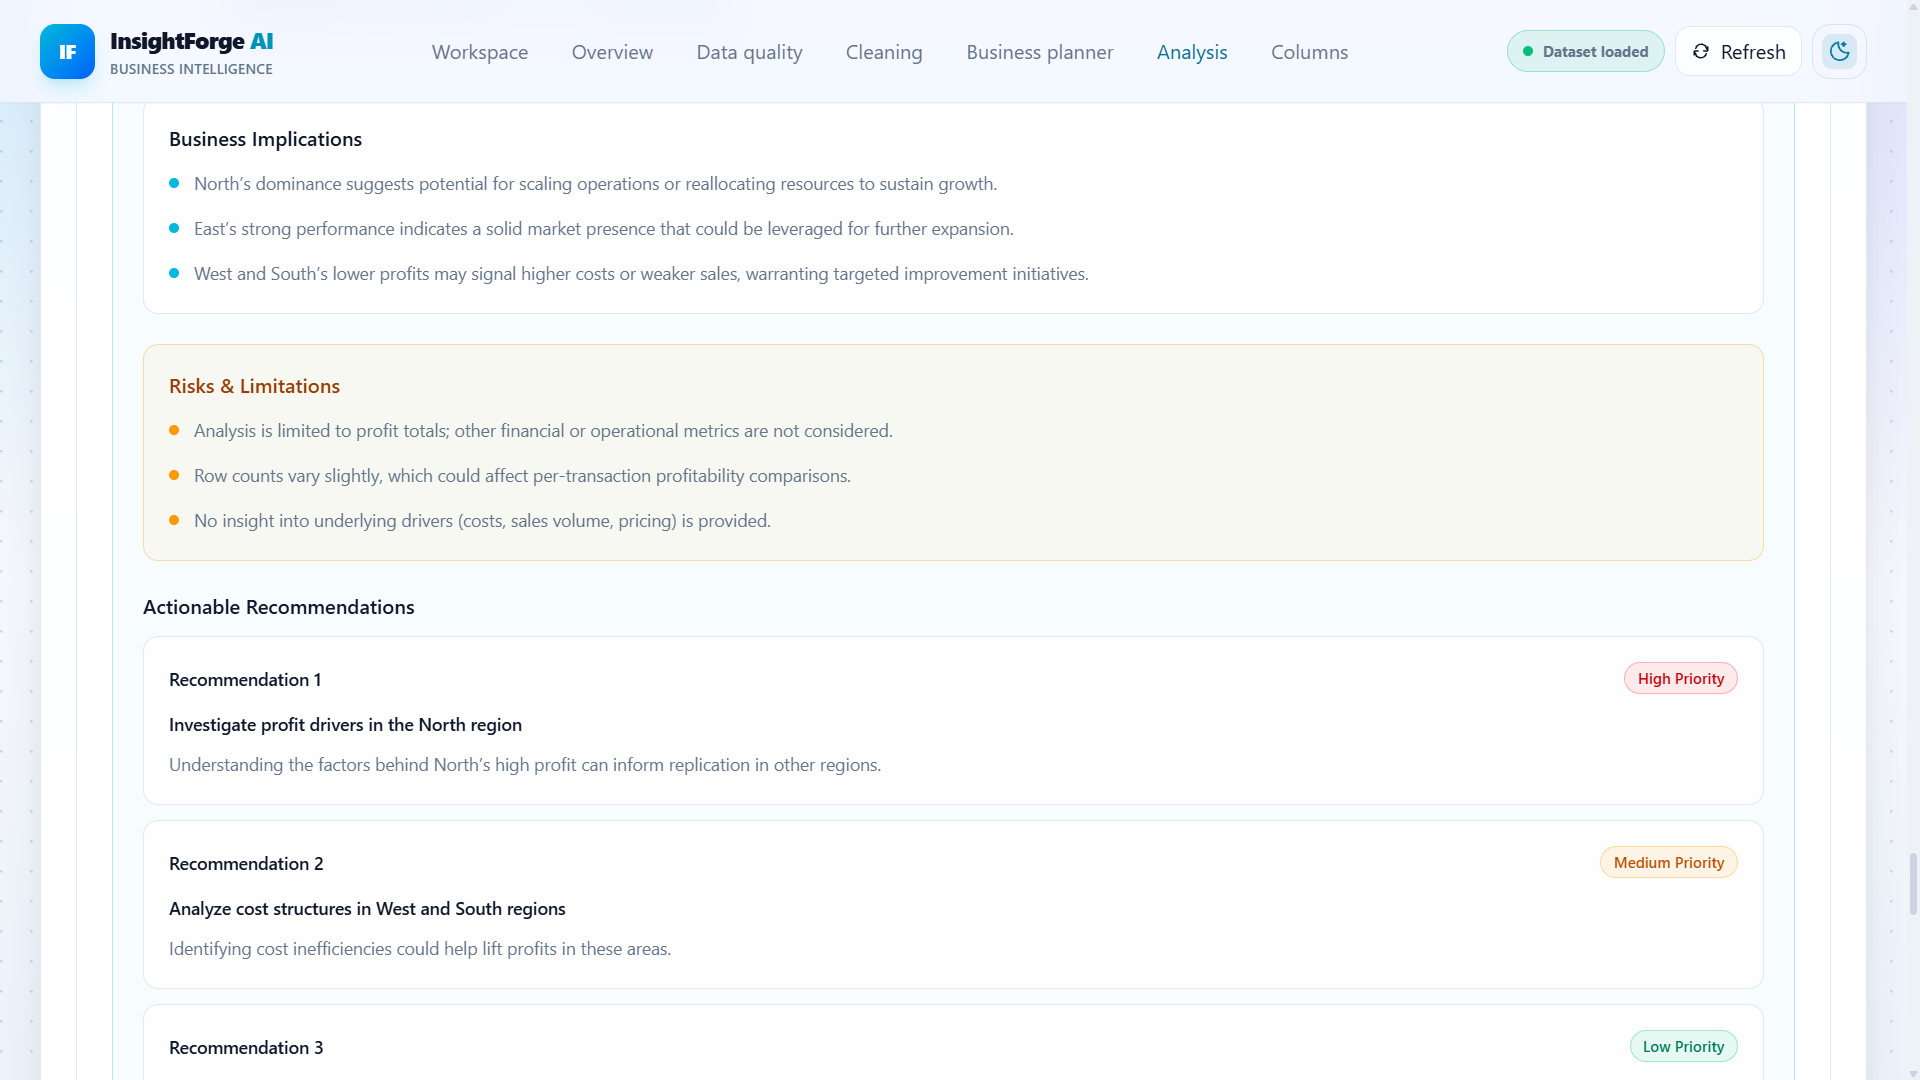 IF
InsightForge AI
BUSINESS INTELLIGENCE
Workspace
Overview
Data quality
Cleaning
Business planner
Analysis
Columns
Dataset loaded
Refresh
Business Implications
North’s dominance suggests potential for scaling operations or reallocating resources to sustain growth.
East’s strong performance indicates a solid market presence that could be leveraged for further expansion.
West and South’s lower profits may signal higher costs or weaker sales, warranting targeted improvement initiatives.
Risks & Limitations
Analysis is limited to profit totals; other financial or operational metrics are not considered.
Row counts vary slightly, which could affect per-transaction profitability comparisons.
No insight into underlying drivers (costs, sales volume, pricing) is provided.
Actionable Recommendations
Recommendation 1
High Priority
Investigate profit drivers in the North region
Understanding the factors behind North’s high profit can inform replication in other regions.
Recommendation 2
Medium Priority
Analyze cost structures in West and South regions
Identifying cost inefficiencies could help lift profits in these areas.
Recommendation 3
Low Priority